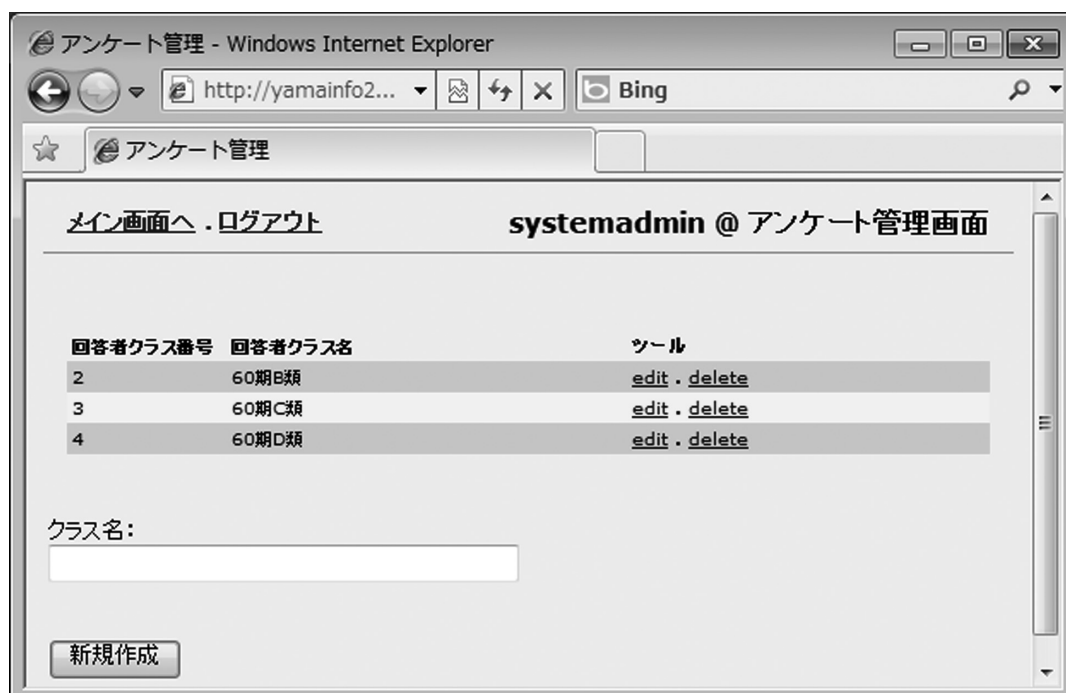 アンケート管理 - Windows Internet Explorer
http://yamainfo2... Bing
アンケート管理
メイン画面へ . ログアウト systemadmin @ アンケート管理画面
回答者クラス番号 回答者クラス名 ツール
2 60期B類 edit . delete
3 60期C類 edit . delete
4 60期D類 edit . delete
クラス名:
新規作成